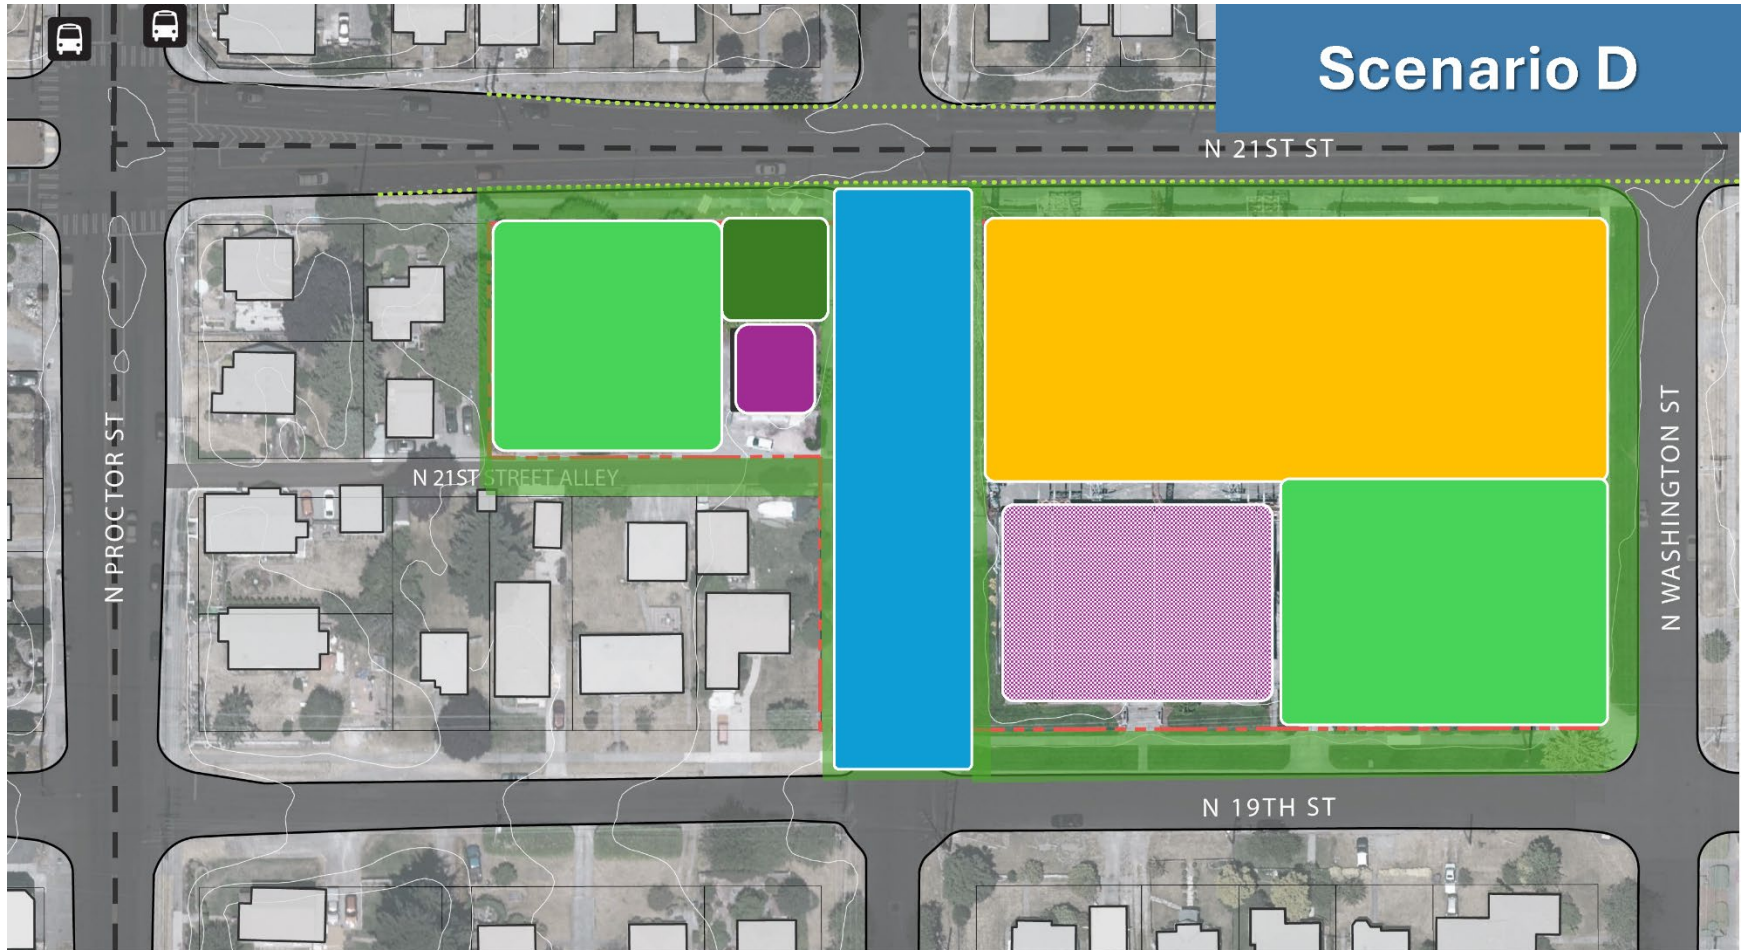 Scenario D
N 21ST ST
N PROCTOR ST
N 21ST STREET ALLEY
N WASHINGTON ST
N 19TH ST